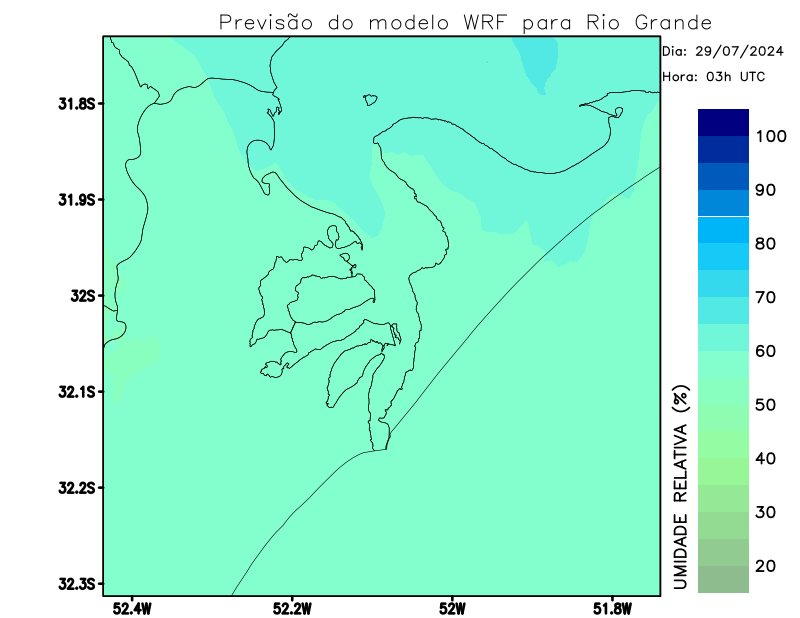 Previsão do modelo WRF para Rio Grande
Dia: 29/07/2024
Hora: 03h UTC
31.8S
31.9S
32S
32.1S
32.2S
32.3S
52.4W
52.2W
52W
51.8W
100
90
80
70
60
50
40
30
20
UMIDADE RELATIVA (%)